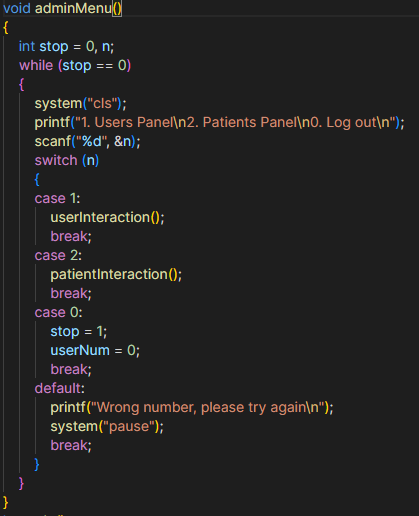 void adminMenu()
{
int stop = 0, n;
while (stop == 0)
{
system("cls");
printf("1. Users Panel\n2. Patients Panel\n0. Log out\n");
scanf("%d", &n);
switch (n)
{
case 1:
userInteraction();
break;
case 2:
patientInteraction();
break;
case 0:
stop = 1;
userNum = 0;
break;
default:
printf("Wrong number, please try again\n");
system("pause");
break;
}
}
}